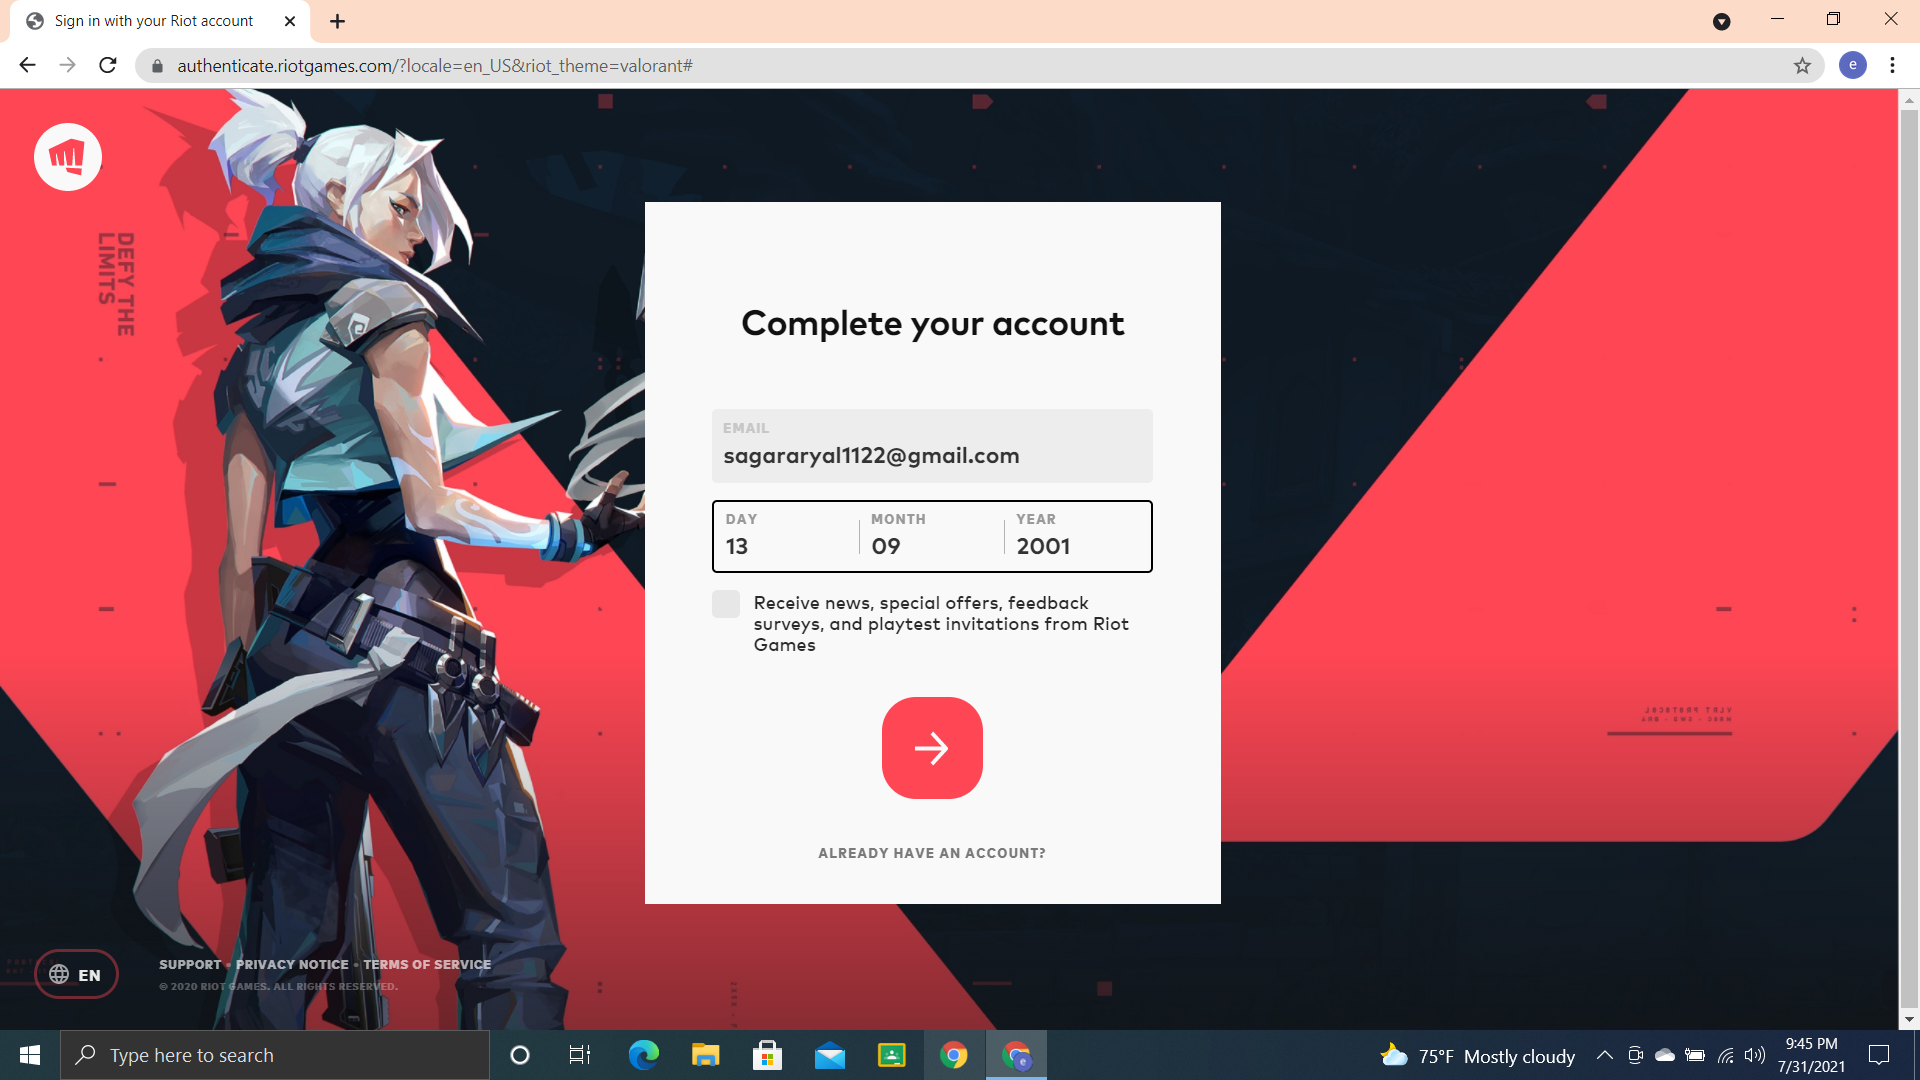 Sign in with your Riot account
authenticate.riotgames.com/?locale=en_US&riot_theme=valorant#
e
DEFY THE
LIMITS
Complete your account
EMAIL
sagararyal1122@gmail.com
DAY
MONTH
YEAR
13
09
2001
Receive news, special offers, feedback
surveys, and playtest invitations from Riot
Games
ALREADY HAVE AN ACCOUNT?
EN
SUPPORT • PRIVACY NOTICE • TERMS OF SERVICE
© 2020 RIOT GAMES. ALL RIGHTS RESERVED.
Type here to search
75°F Mostly cloudy
9:45 PM
7/31/2021